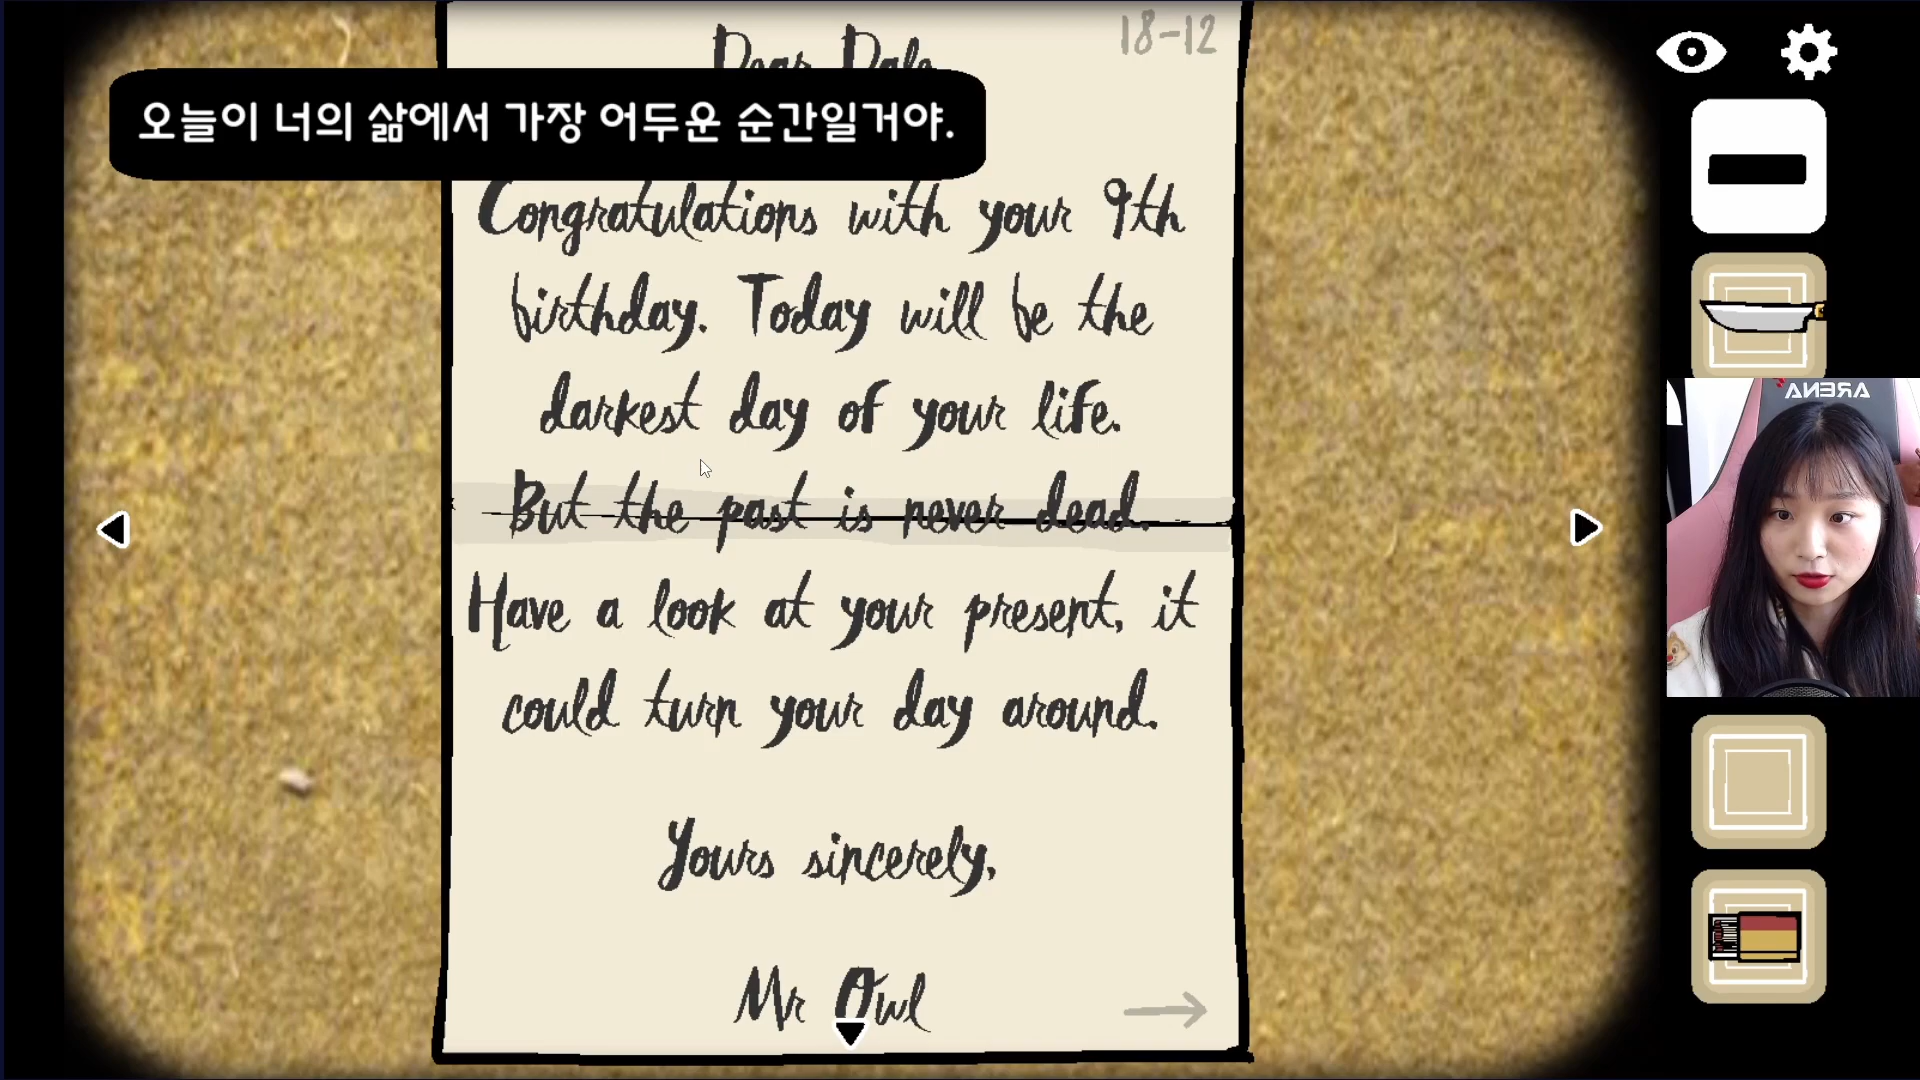 18-12
Dear Dale
오늘이 너의 삶에서 가장 어두운 순간일거야.
Congratulations with your 9th
birthday. Today will be the
darkest day of your life.
But the past is never dead.
Have a look at your present, it
could turn your day around.
Yours sincerely,
Mr Owl
ARENA